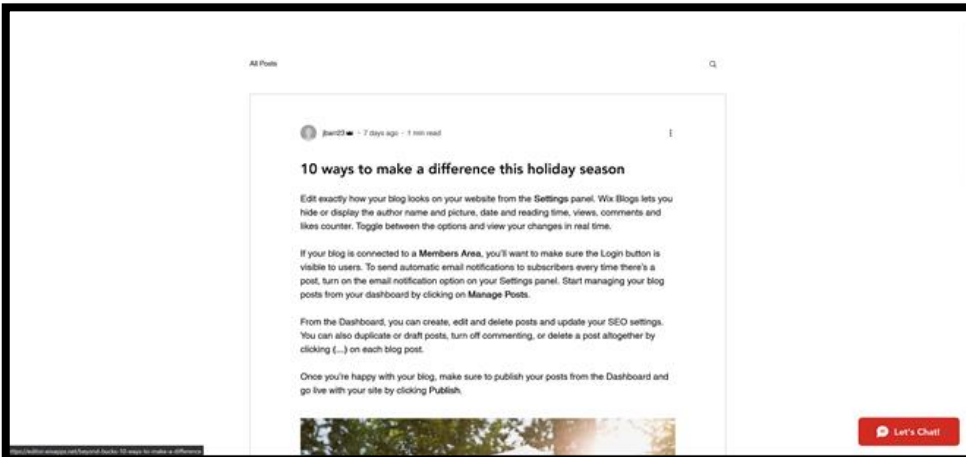 All Posts
jbarr23 · 7 days ago · 1 min read
10 ways to make a difference this holiday season
Edit exactly how your blog looks on your website from the Settings panel. Wix Blogs lets you
hide or display the author name and picture, date and reading time, views, comments and
likes counter. Toggle between the options and view your changes in real time.
If your blog is connected to a Members Area, you'll want to make sure the Login button is
visible to users. To send automatic email notifications to subscribers every time there's a
post, turn on the email notification option on your Settings panel. Start managing your blog
posts from your dashboard by clicking on Manage Posts.
From the Dashboard, you can create, edit and delete posts and update your SEO settings.
You can also duplicate or draft posts, turn off commenting, or delete a post altogether by
clicking (...) on each blog post.
Once you're happy with your blog, make sure to publish your posts from the Dashboard and
go live with your site by clicking Publish.
Let's Chat!